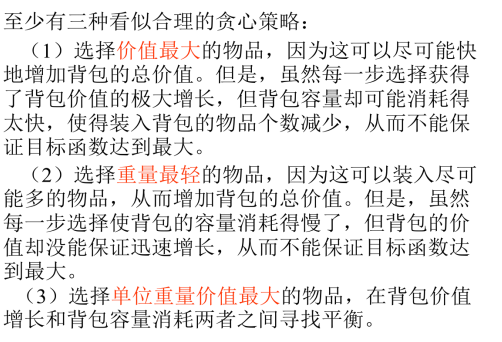 至少有三种看似合理的贪心策略：
（1）选择价值最大的物品，因为这可以尽可能快
地增加背包的总价值。但是，虽然每一步选择获得
了背包价值的极大增长，但背包容量却可能消耗得
太快，使得装入背包的物品个数减少，从而不能保
证目标函数达到最大。
（2）选择重量最轻的物品，因为这可以装入尽可
能多的物品，从而增加背包的总价值。但是，虽然
每一步选择使背包的容量消耗得慢了，但背包的价
值却没能保证迅速增长，从而不能保证目标函数达
到最大。
（3）选择单位重量价值最大的物品，在背包价值
增长和背包容量消耗两者之间寻找平衡。